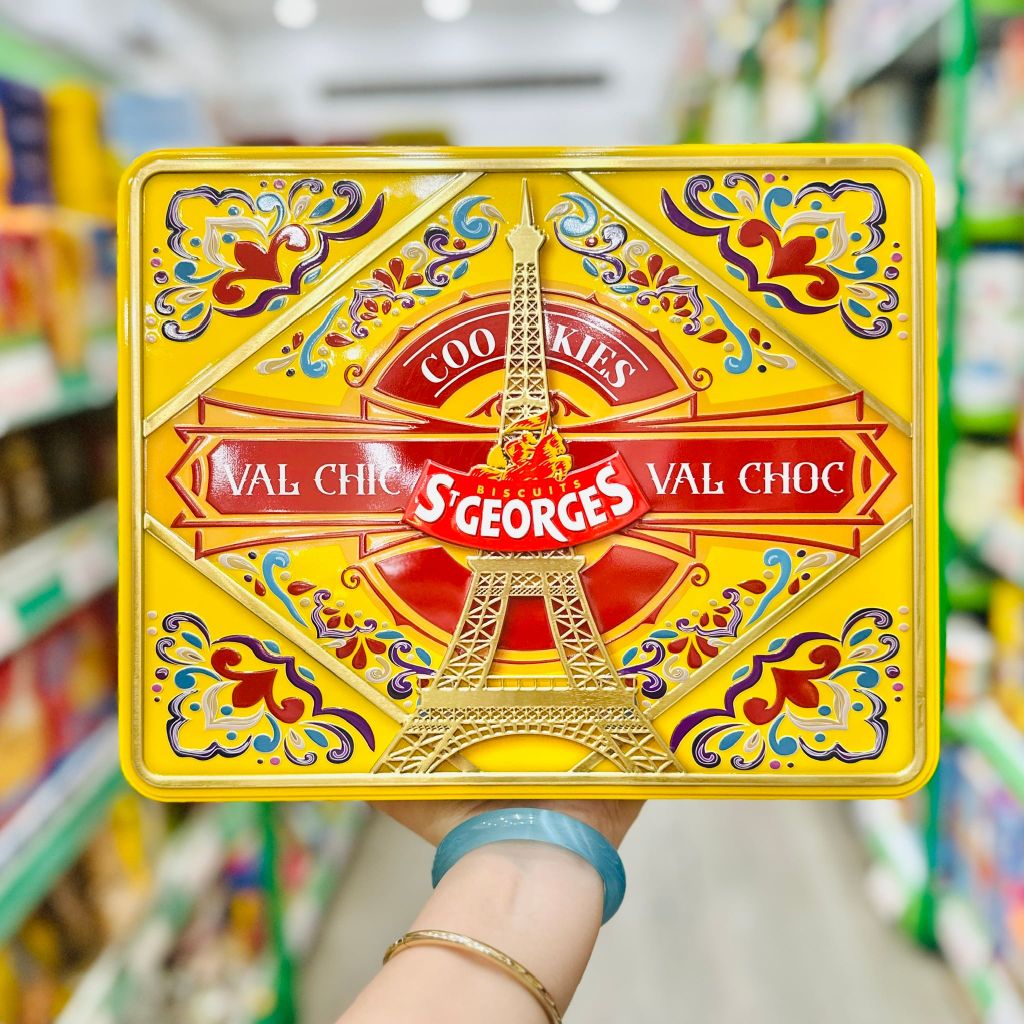 COOKIES
VAL CHIC
VAL CHOC
BISCUITS
ST GEORGES